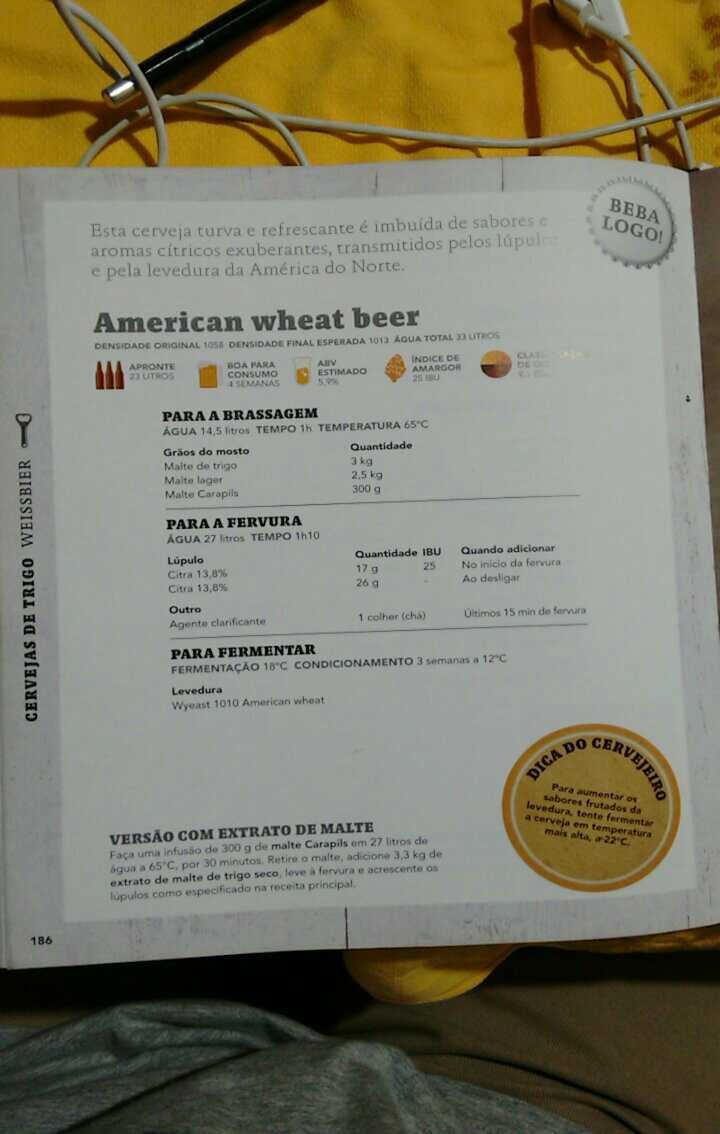 BEBA
LOGO!
Esta cerveja turva e refrescante é imbuída de sabores e
aromas cítricos exuberantes, transmitidos pelos
e pela levedura da América do Norte.
American wheat beer
DENSIDADE ORIGINAL 1058 DENSIDADE FINAL ESPERADA 1013 ÁGUA TOTAL 33 LITROS
APRONTE
23 LITROS
BOA PARA
CONSUMO
4 SEMANAS
ABV
ESTIMADO
5,9%
ÍNDICE DE
AMARGOR
25 IBU
PARA A BRASSAGEM
ÁGUA 14,5 litros TEMPO 1h TEMPERATURA 65°C
Grãos do mosto Quantidade
Malte de trigo 3 kg
Malte lager 2,5 kg
Malte Carapils 300 g
PARA A FERVURA
ÁGUA 27 litros TEMPO 1h10
Lúpulo Quantidade IBU Quando adicionar
Citra 13,8% 17 g 25 No início da fervura
Citra 13,8% 26 g - Ao desligar
Outro
Agente clarificante 1 colher (chá) Últimos 15 min de fervura
PARA FERMENTAR
FERMENTAÇÃO 18°C CONDICIONAMENTO 3 semanas a 12°C
Levedura
Wyeast 1010 American wheat
DICA DO CERVEJEIRO
Para aumentar os
sabores frutados da
levedura, tente fermentar
a cerveja em temperatura
mais alta, a 22°C.
VERSÃO COM EXTRATO DE MALTE
Faça uma infusão de 300 g de malte Carapils em 27 litros de
água a 65°C, por 30 minutos. Retire o malte, adicione 3,3 kg de
extrato de malte de trigo seco, leve à fervura e acrescente os
lúpulos como especificado na receita principal.
CERVEJAS DE TRIGO WEISSBIER
186